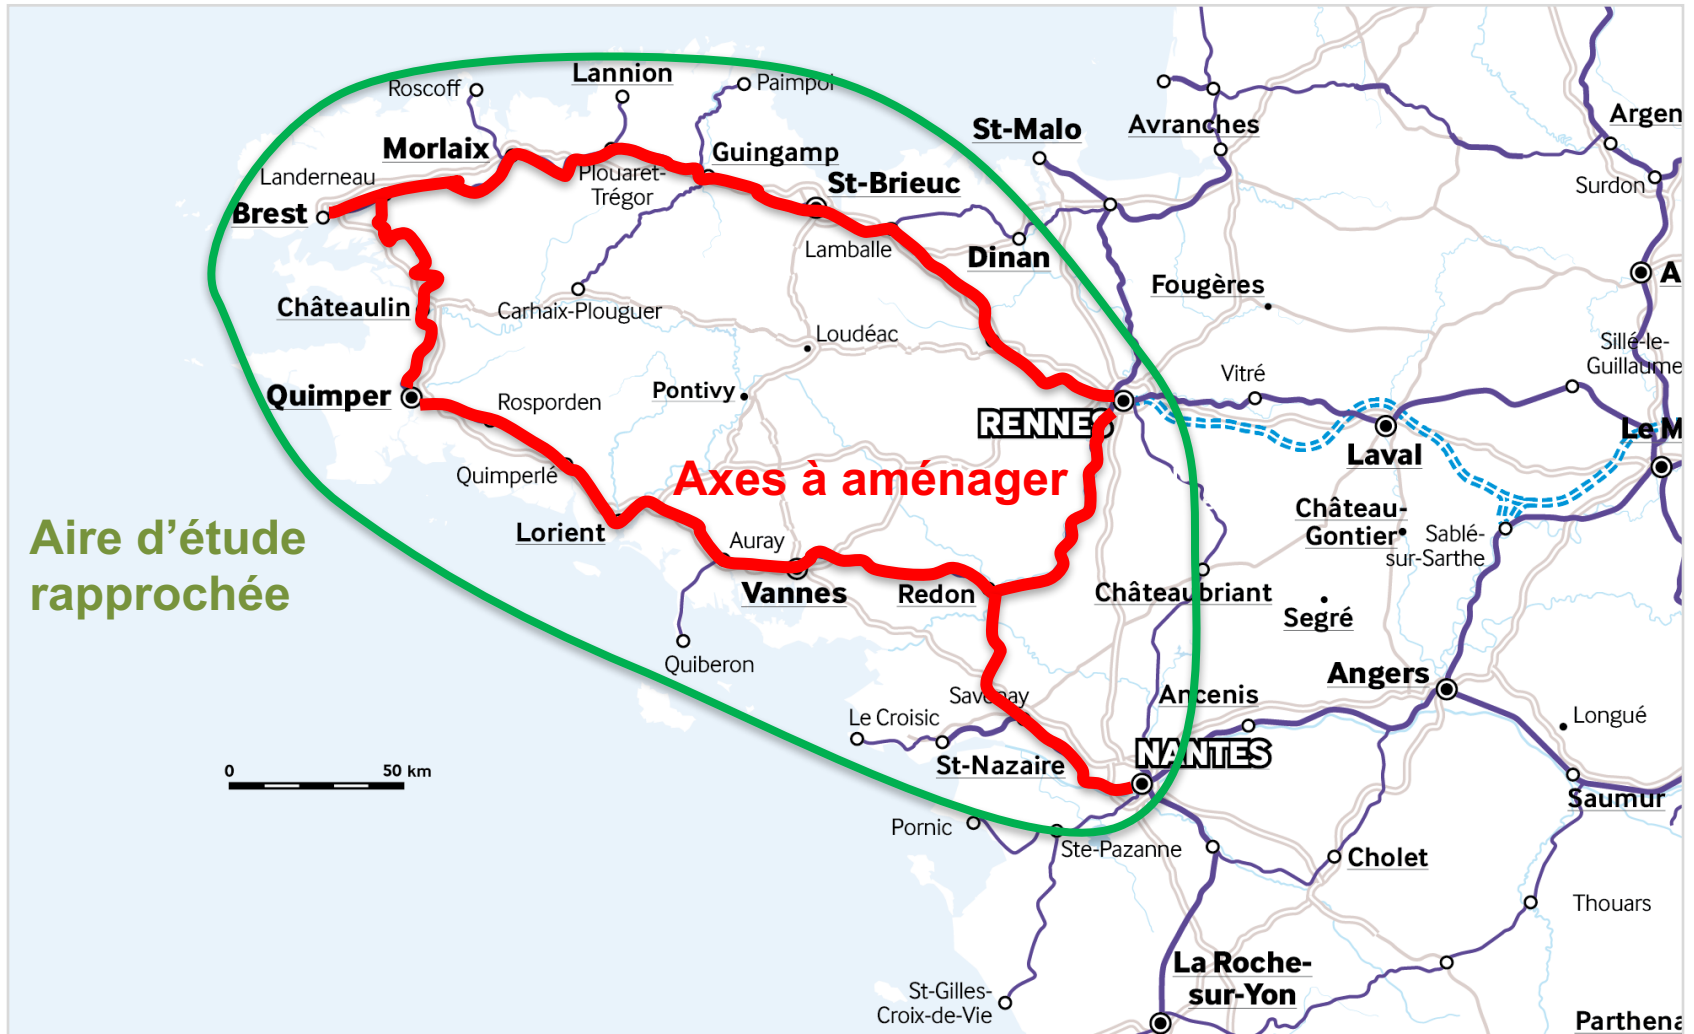 Lannion
Roscoff
Paimpol
Argen
St-Malo
Avranches
Morlaix
Guingamp
Landerneau
Plouaret-
Trégor
St-Brieuc
Surdon
Brest
Lamballe
Dinan
A
Fougères
Châteaulin
Carhaix-Plouguer
Loudéac
Sillé-le-
Guillaume
Vitré
Quimper
Rosporden
Pontivy
RENNES
Le M
Laval
Quimperlé
Axes à aménager
Château-
Gontier
Aire d'étude
rapprochée
Lorient
Auray
Sablé-
sur-Sarthe
Vannes
Redon
Châteaubriant
Segré
Quiberon
Angers
Savenay
Ancenis
Le Croisic
Longué
NANTES
0 50 km
St-Nazaire
Saumur
Pornic
Ste-Pazanne
Cholet
Thouars
La Roche-
sur-Yon
St-Gilles-
Croix-de-Vie
Parthena